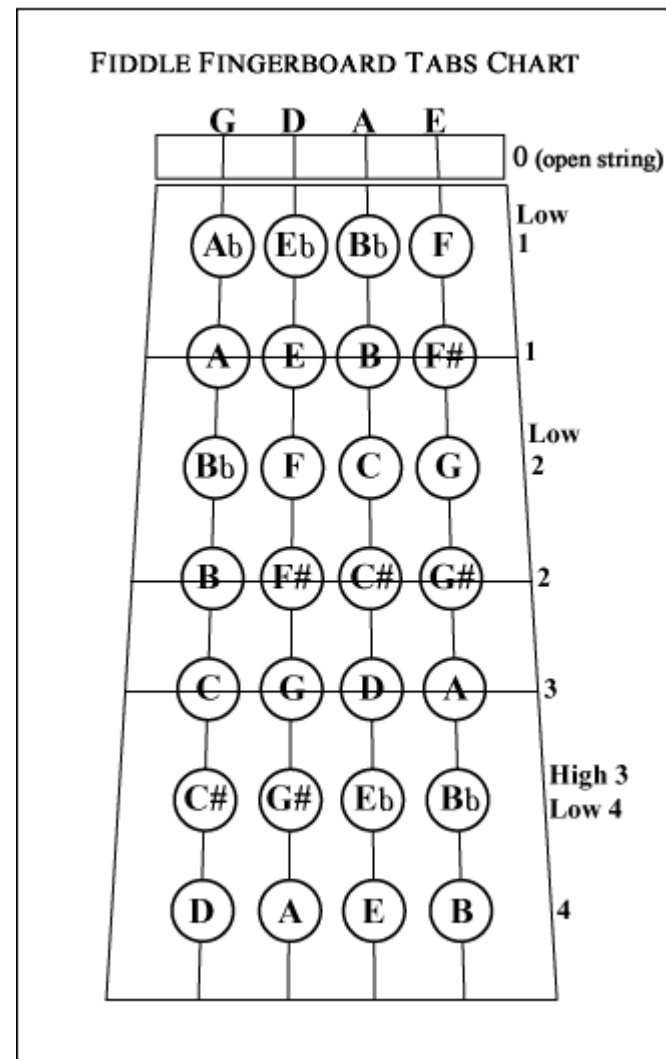 FIDDLE FINGERBOARD TABS CHART
G D A E
0 (open string)
Low
Ab Eb Bb F 1
A E B F# 1
Low
Bb F C G 2
B F# C# G# 2
C G D A 3
High 3
C# G# Eb Bb Low 4
D A E B 4